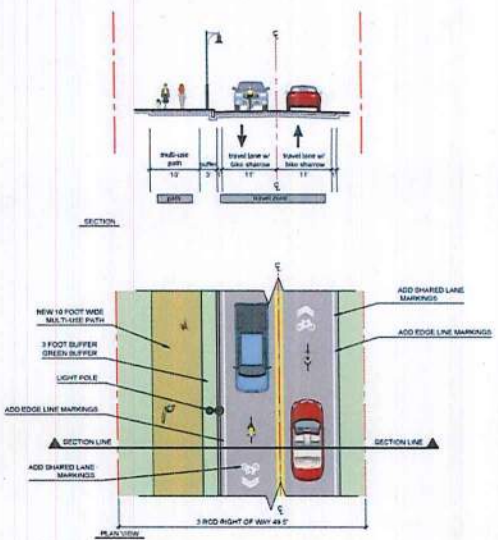 multi-use
path
10'
buffer
3'
travel lane w/
bike sharrow
11'
travel lane w/
bike sharrow
11'
path
travel zone
SECTION
NEW 10 FOOT WIDE
MULTI-USE PATH
3 FOOT BUFFER
GREEN BUFFER
LIGHT POLE
ADD EDGE LINE MARKINGS
SECTION LINE
ADD SHARED LANE
MARKINGS
ADD SHARED LANE
MARKINGS
ADD EDGE LINE MARKINGS
SECTION LINE
3 ROD RIGHT OF WAY 49.5'
PLAN VIEW